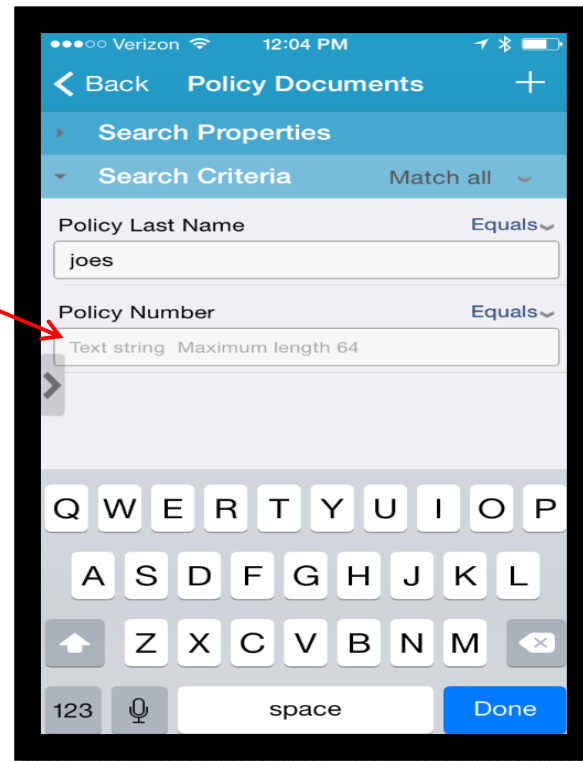 Verizon 12:04 PM
Back Policy Documents +
Search Properties
Search Criteria Match all
Policy Last Name Equals
joes
Policy Number Equals
Text string Maximum length 64
Q W E R T Y U I O P
A S D F G H J K L
Z X C V B N M
123 space Done